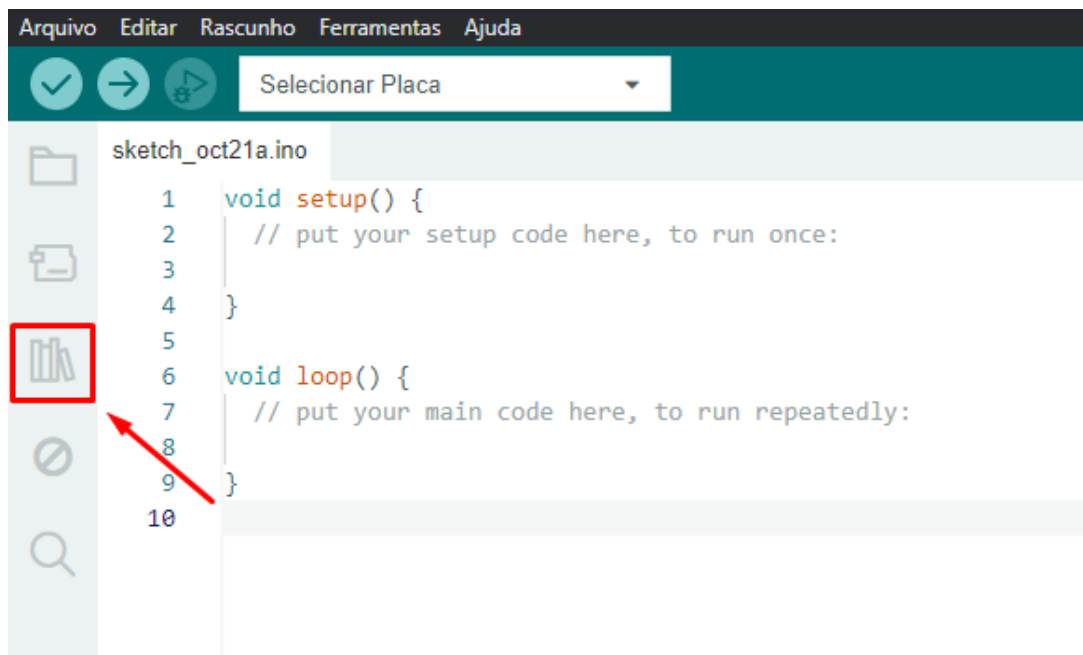 Arquivo Editar Rascunho Ferramentas Ajuda
Selecionar Placa
sketch_oct21a.ino
1 void setup() {
2 // put your setup code here, to run once:
3
4 }
5
6 void loop() {
7 // put your main code here, to run repeatedly:
8
9 }
10